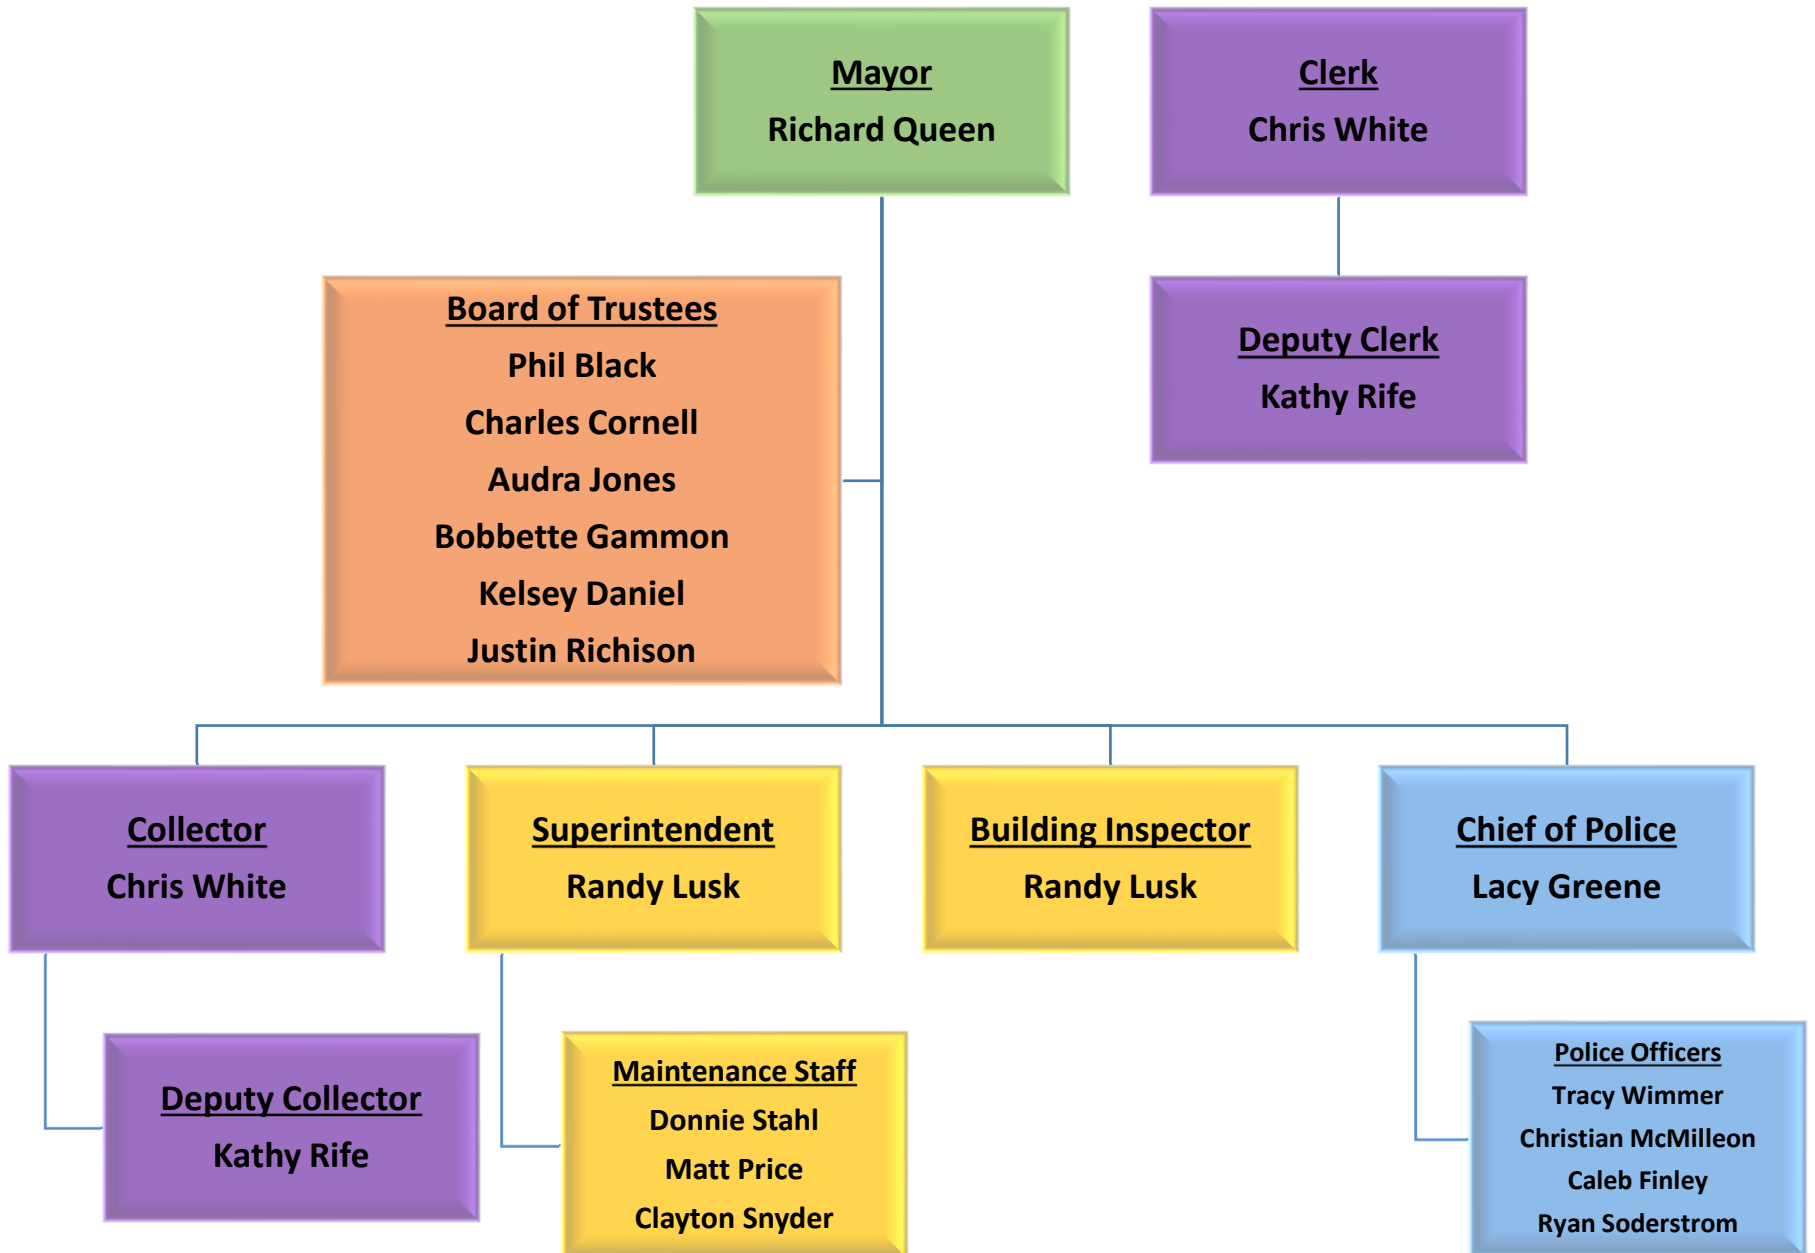 Mayor
Richard Queen
Clerk
Chris White
Board of Trustees
Phil Black
Charles Cornell
Audra Jones
Bobbette Gammon
Kelsey Daniel
Justin Richison
Deputy Clerk
Kathy Rife
Collector
Chris White
Superintendent
Randy Lusk
Building Inspector
Randy Lusk
Chief of Police
Lacy Greene
Deputy Collector
Kathy Rife
Maintenance Staff
Donnie Stahl
Matt Price
Clayton Snyder
Police Officers
Tracy Wimmer
Christian McMilleon
Caleb Finley
Ryan Soderstrom